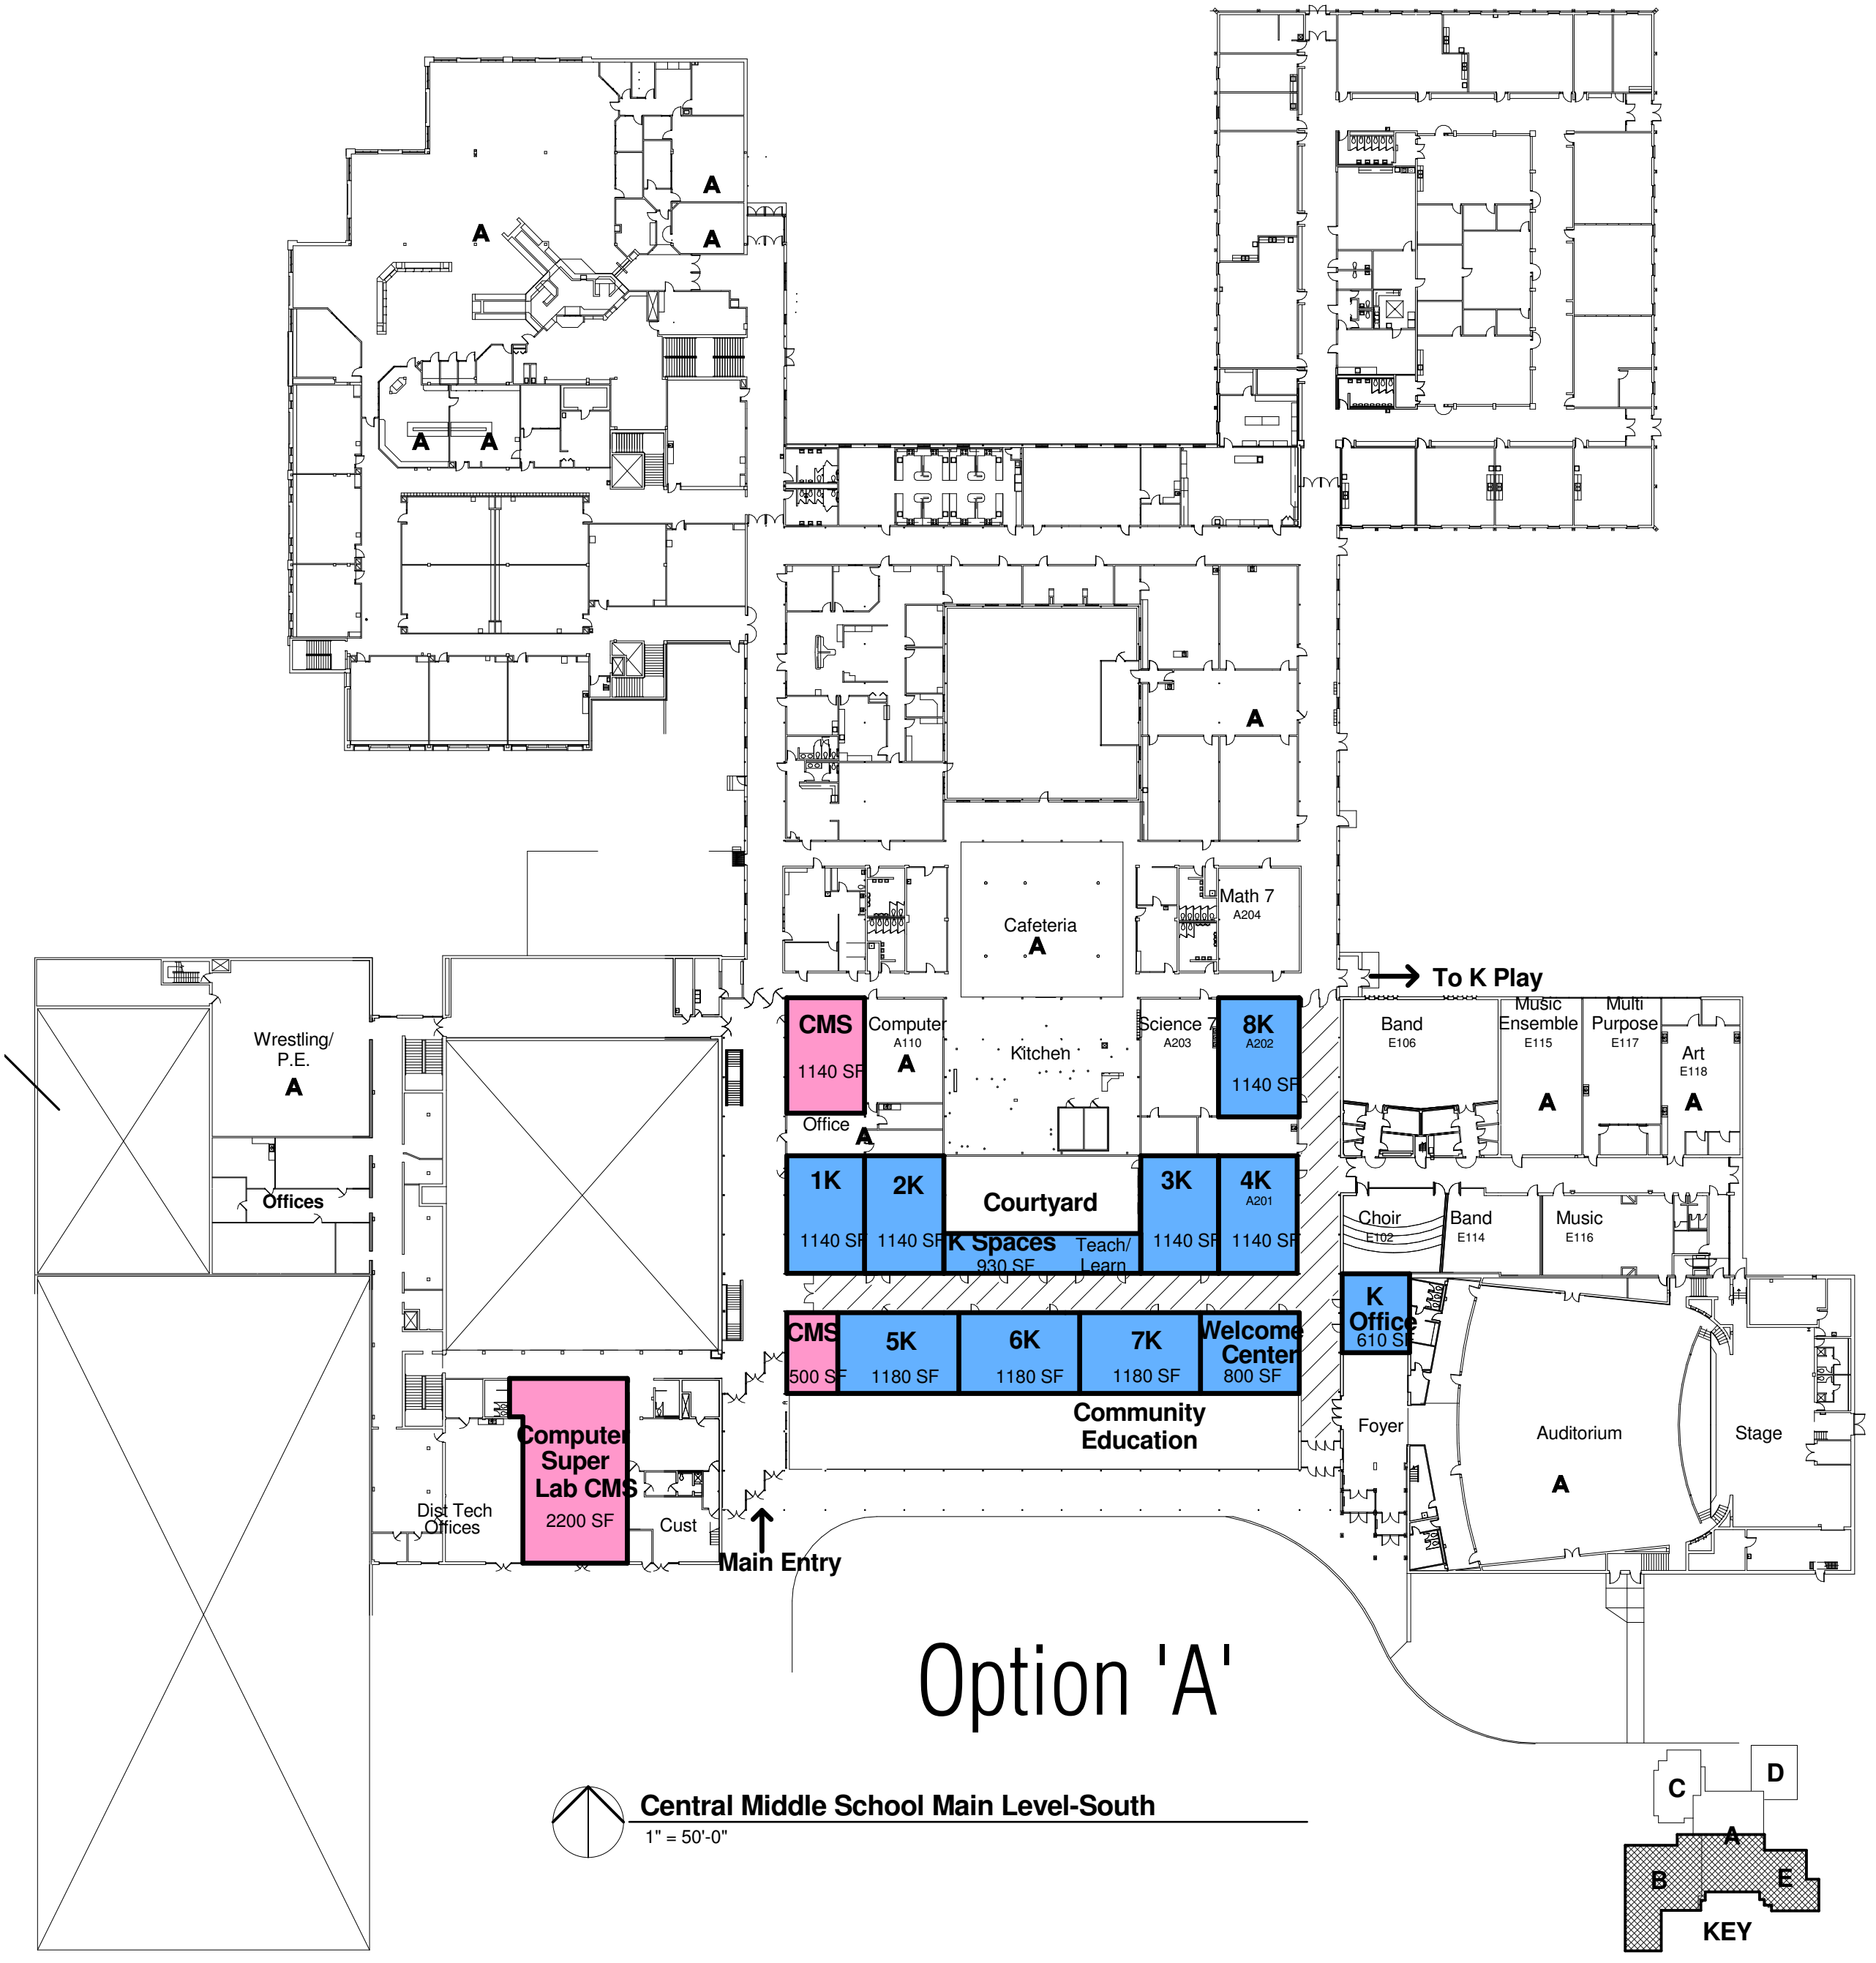 A
A
A
A
A
A
Math 7
A204
Cafeteria
A
To K Play
CMS
1140 SF
Computer
A110
A
Kitchen
Science 7
A203
8K
A202
1140 SF
Band
E106
Music
Ensemble
E115
A
Multi
Purpose
E117
Art
E118
A
Wrestling/
P.E.
A
Office
A
Offices
1K
1140 SF
2K
1140 SF
Courtyard
K Spaces
930 SF
Teach/
Learn
3K
1140 SF
4K
A201
1140 SF
Choir
E102
Band
E114
Music
E116
K
Office
610 SF
CMS
500 SF
5K
1180 SF
6K
1180 SF
7K
1180 SF
Welcome
Center
800 SF
Community
Education
Foyer
Auditorium
A
Stage
Computer
Super
Lab CMS
2200 SF
Dist Tech
Offices
Cust
Main Entry
Option 'A'
Central Middle School Main Level-South
1" = 50'-0"
C
D
A
B
E
KEY